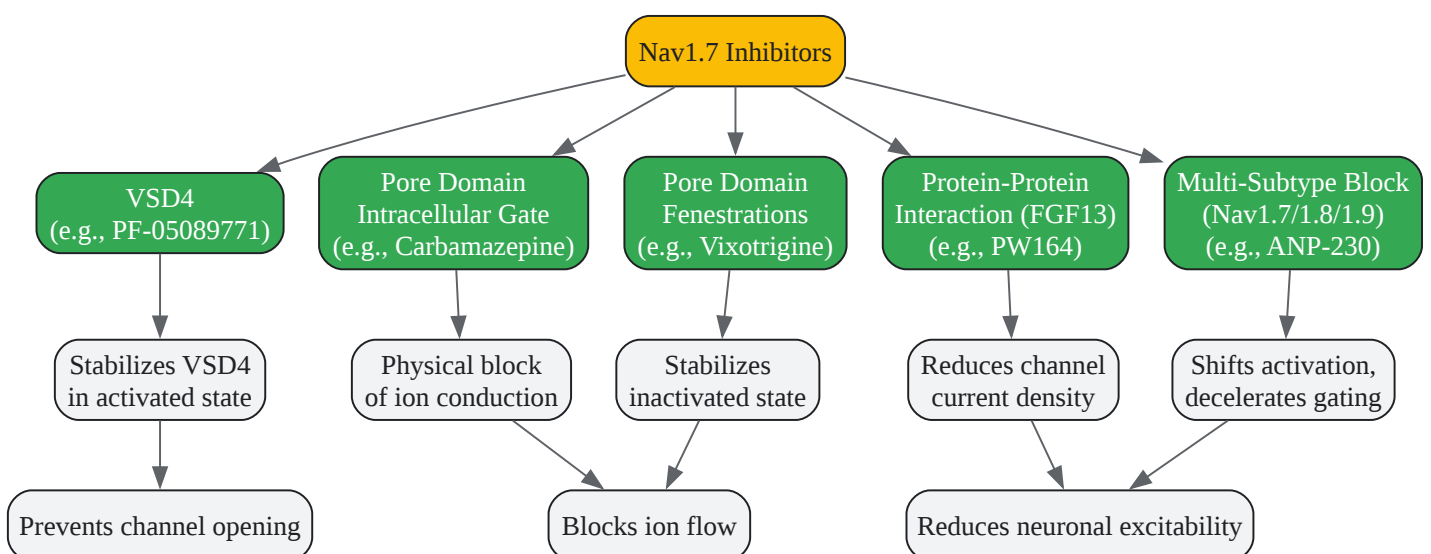 Nav1.7 Inhibitors
VSD4
(e.g., PF-05089771)
Pore Domain
Intracellular Gate
(e.g., Carbamazepine)
Pore Domain
Fenestrations
(e.g., Vixotrigine)
Protein-Protein
Interaction (FGF13)
(e.g., PW164)
Multi-Subtype Block
(Nav1.7/1.8/1.9)
(e.g., ANP-230)
Stabilizes VSD4
in activated state
Physical block
of ion conduction
Stabilizes
inactivated state
Reduces channel
current density
Shifts activation,
decelerates gating
Prevents channel opening
Blocks ion flow
Reduces neuronal excitability